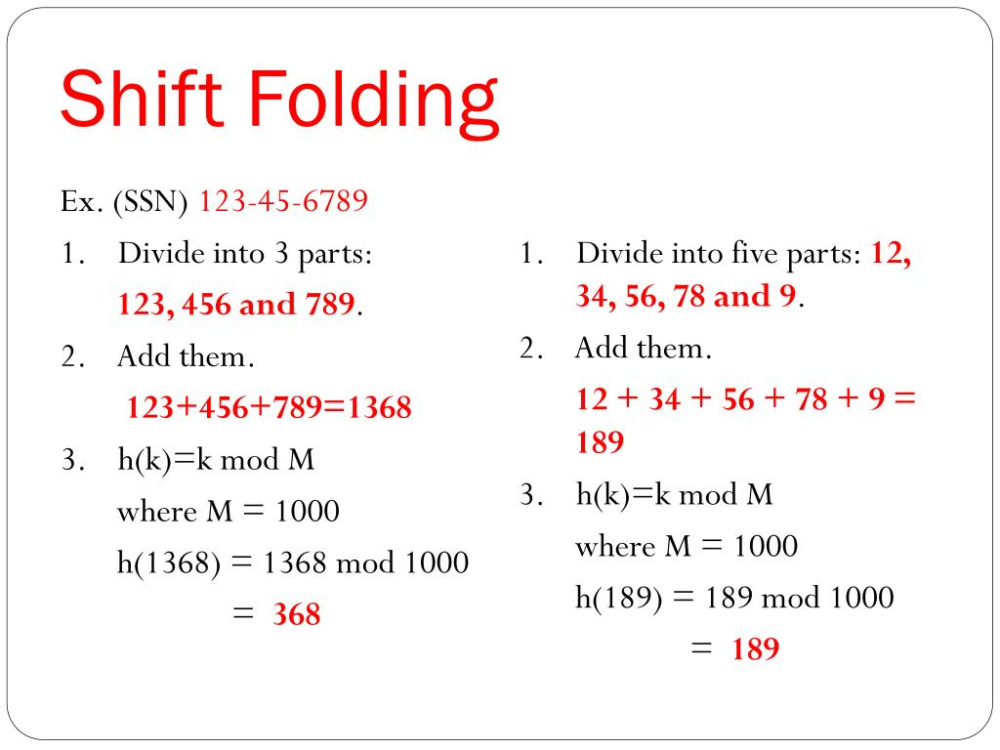 Shift Folding
Ex. (SSN) 123-45-6789
1. Divide into 3 parts:
123, 456 and 789.
2. Add them.
123+456+789=1368
3. h(k)=k mod M
where M = 1000
h(1368) = 1368 mod 1000
= 368
1. Divide into five parts: 12,
34, 56, 78 and 9.
2. Add them.
12 + 34 + 56 + 78 + 9 =
189
3. h(k)=k mod M
where M = 1000
h(189) = 189 mod 1000
= 189